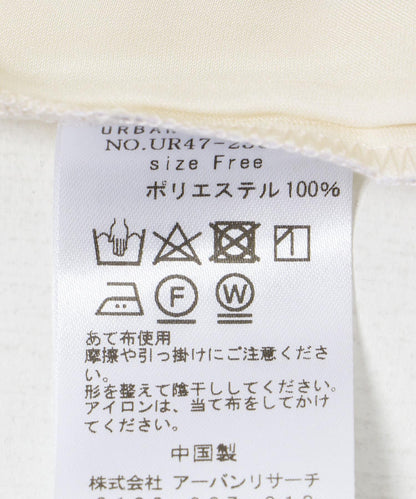 URBAN
NO.UR47-
size Free
ポリエステル100%
F
W
あて布使用
摩擦や引っ掛けにご注意くださ
い。
形を整えて陰干ししてください。
アイロンは、当て布をしてかけ
てください。
中国製
株式会社 アーバンリサーチ